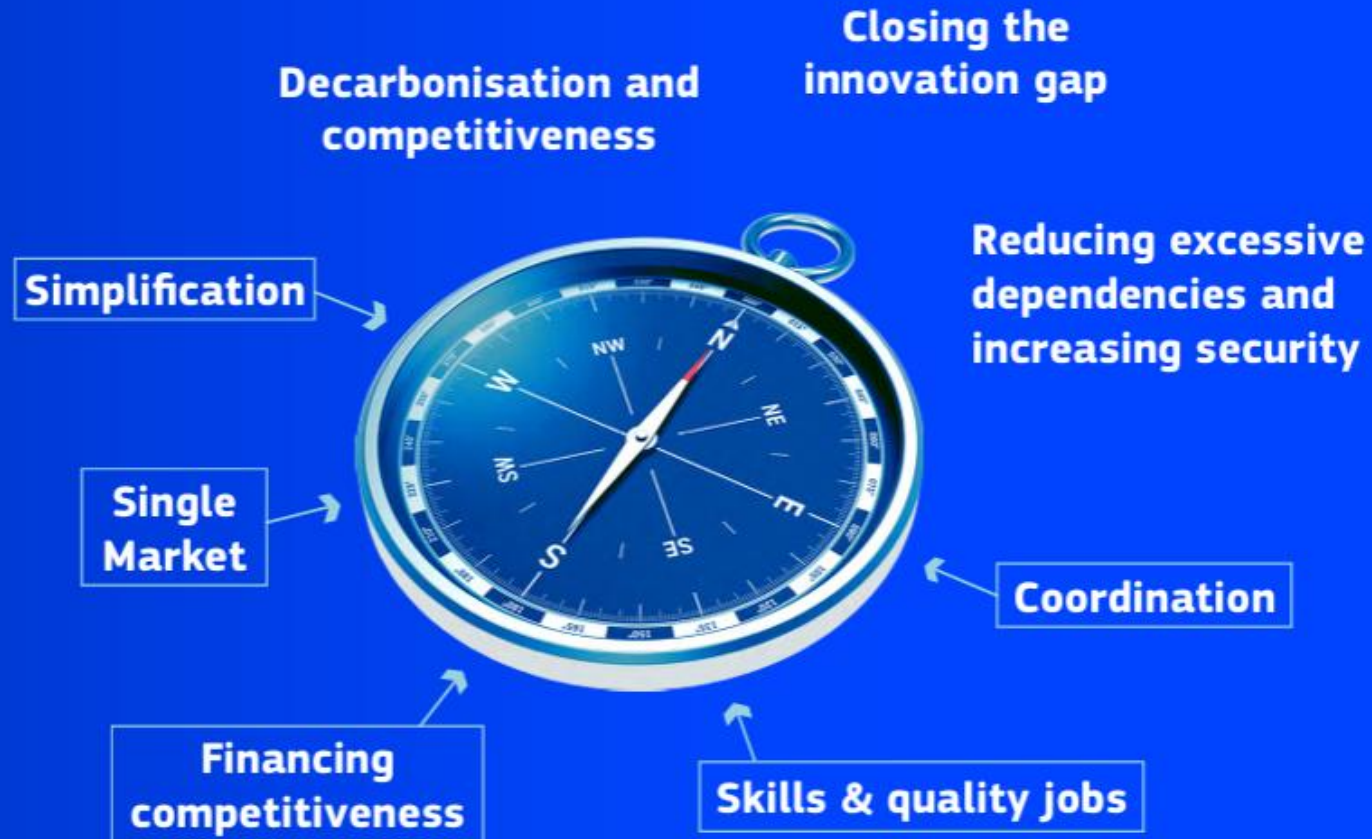 Closing the
innovation gap
Decarbonisation and
competitiveness
Reducing excessive
dependencies and
increasing security
Simplification
N
NW
W
NE
SW
E
S
SE
Single
Market
Coordination
Financing
competitiveness
Skills & quality jobs